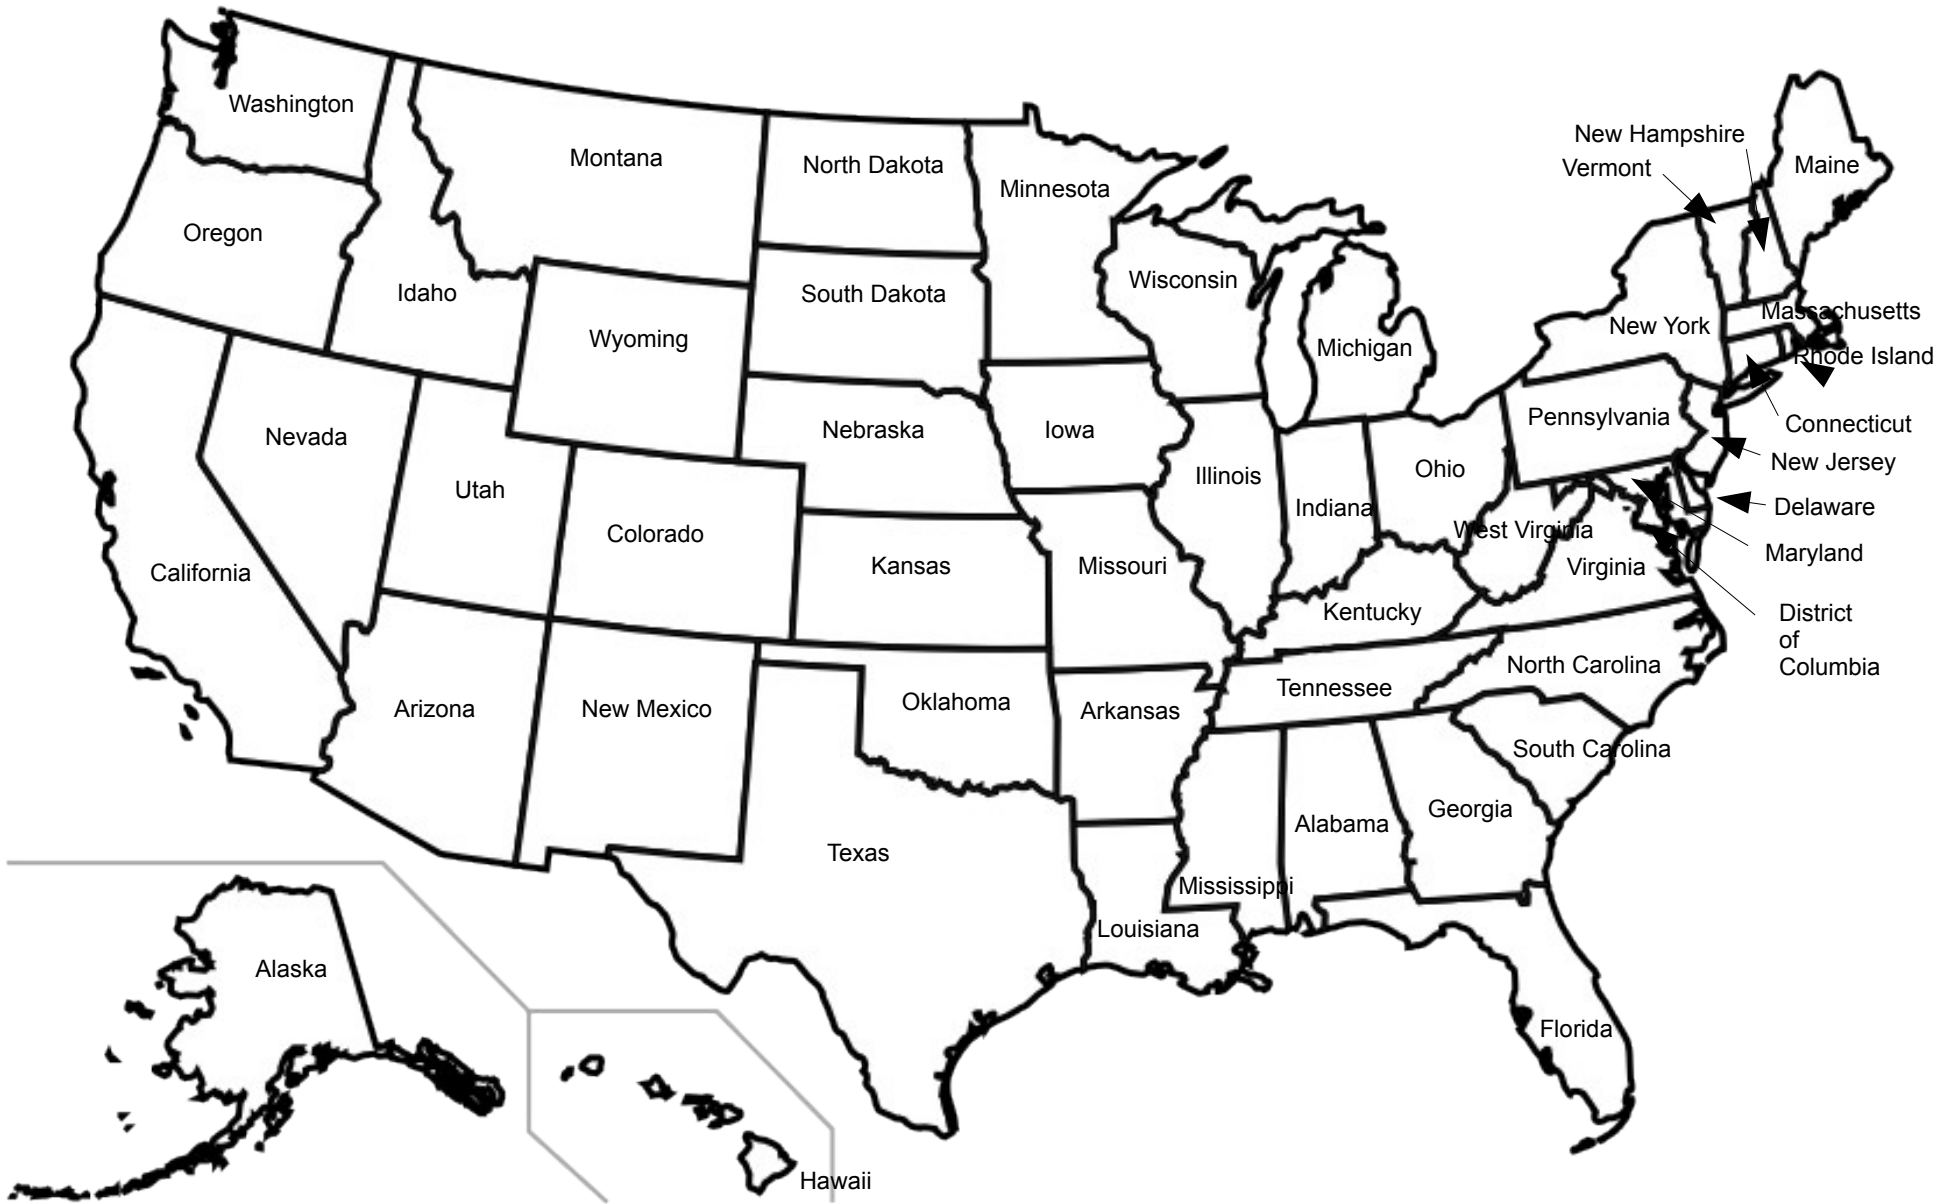 Washington
Montana
North Dakota
Minnesota
New Hampshire
Vermont
Maine
Oregon
Idaho
South Dakota
Wisconsin
Wyoming
Michigan
New York
Massachusetts
Rhode Island
Nevada
Nebraska
Iowa
Pennsylvania
Connecticut
New Jersey
Utah
Illinois
Indiana
Ohio
Delaware
California
Colorado
Kansas
Missouri
West Virginia
Virginia
Maryland
Kentucky
District
of
Columbia
Arizona
New Mexico
Oklahoma
Arkansas
Tennessee
North Carolina
South Carolina
Texas
Alabama
Georgia
Mississippi
Louisiana
Alaska
Florida
Hawaii